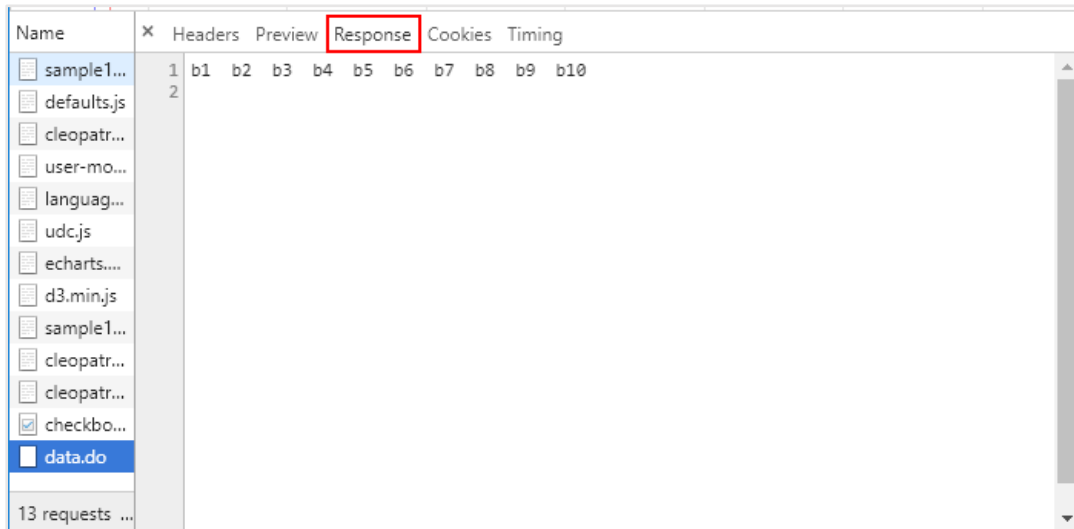 Name
× Headers Preview Response Cookies Timing
sample1...
defaults.js
cleopatr...
user-mo...
languag...
udc.js
echarts....
d3.min.js
sample1...
cleopatr...
cleopatr...
checkbo...
data.do
13 requests ...
1 b1 b2 b3 b4 b5 b6 b7 b8 b9 b10
2